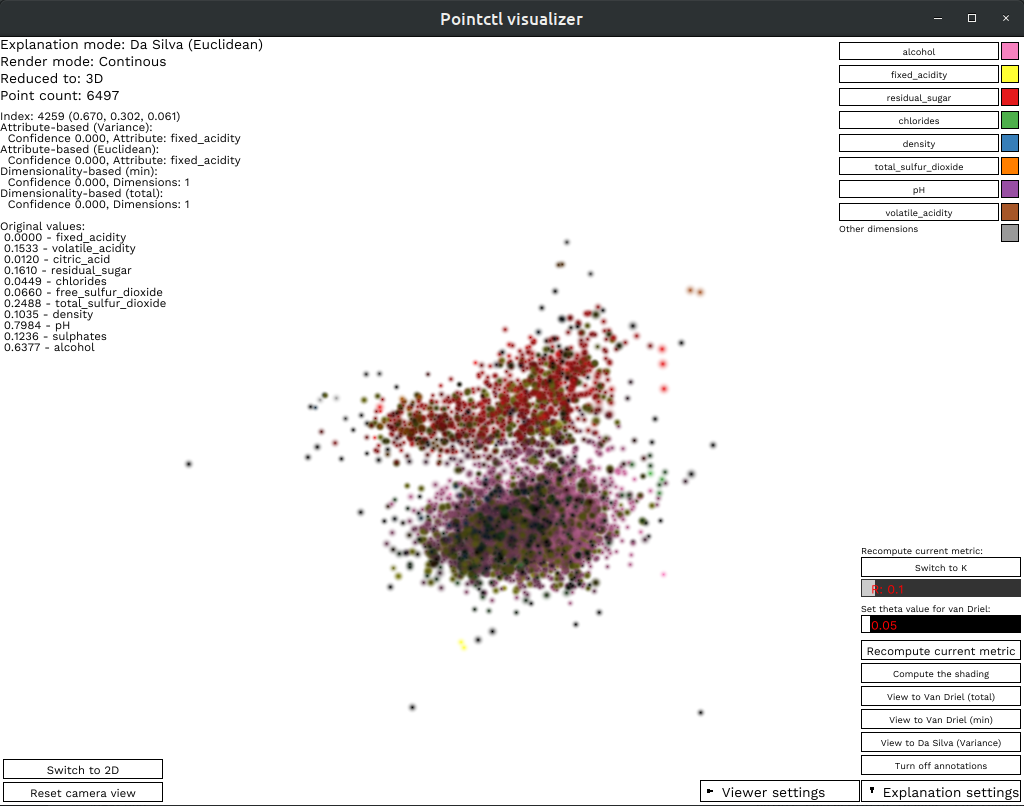 Pointctl visualizer
Explanation mode: Da Silva (Euclidean)
Render mode: Continous
Reduced to: 3D
Point count: 6497
Index: 4259 (0.670, 0.302, 0.061)
Attribute-based (Variance):
Confidence 0.000, Attribute: fixed_acidity
Attribute-based (Euclidean):
Confidence 0.000, Attribute: fixed_acidity
Dimensionality-based (min):
Confidence 0.000, Dimensions: 1
Dimensionality-based (total):
Confidence 0.000, Dimensions: 1
Original values:
0.0000 - fixed_acidity
0.1533 - volatile_acidity
0.0120 - citric_acid
0.1610 - residual_sugar
0.0449 - chlorides
0.0660 - free_sulfur_dioxide
0.2488 - total_sulfur_dioxide
0.1035 - density
0.7984 - pH
0.1236 - sulphates
0.6377 - alcohol
alcohol
fixed_acidity
residual_sugar
chlorides
density
total_sulfur_dioxide
pH
volatile_acidity
Other dimensions
Recompute current metric:
Switch to K
R: 0.1
Set theta value for van Driel:
0.05
Recompute current metric
Compute the shading
View to Van Driel (total)
View to Van Driel (min)
View to Da Silva (Variance)
Turn off annotations
Switch to 2D
Reset camera view
Viewer settings
Explanation settings